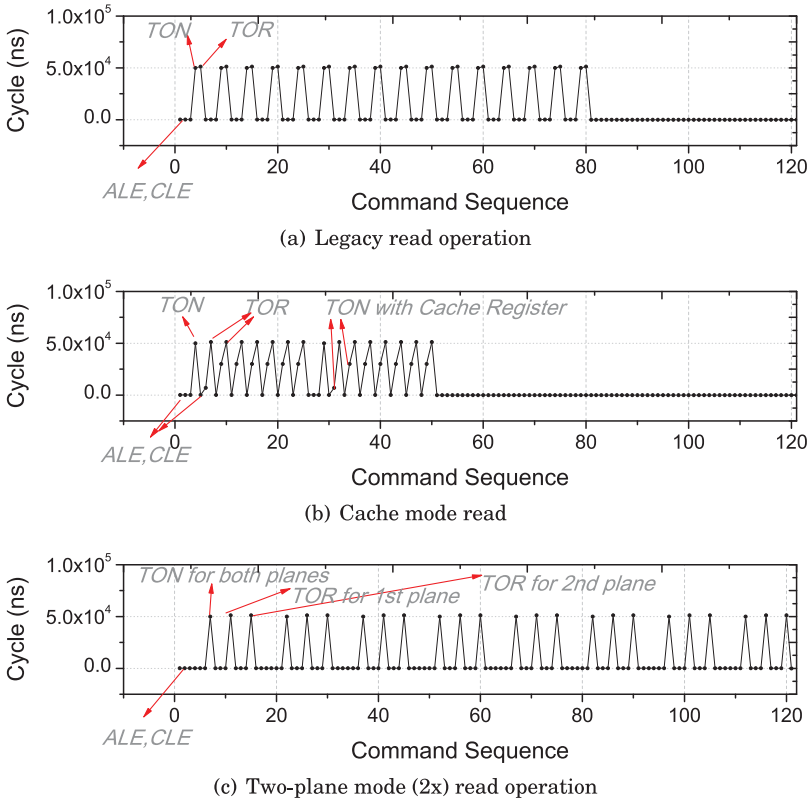 1.0x10^5
TON TOR
Cycle (ns)
5.0x10^4
0.0
0 20 40 60 80 100 120
ALE,CLE
Command Sequence
(a) Legacy read operation
1.0x10^5
TON TOR TON with Cache Register
Cycle (ns)
5.0x10^4
0.0
0 20 40 60 80 100 120
ALE,CLE
Command Sequence
(b) Cache mode read
1.0x10^5
TON for both planes TOR for 2nd plane
TOR for 1st plane
Cycle (ns)
5.0x10^4
0.0
0 20 40 60 80 100 120
ALE,CLE
Command Sequence
(c) Two-plane mode (2x) read operation